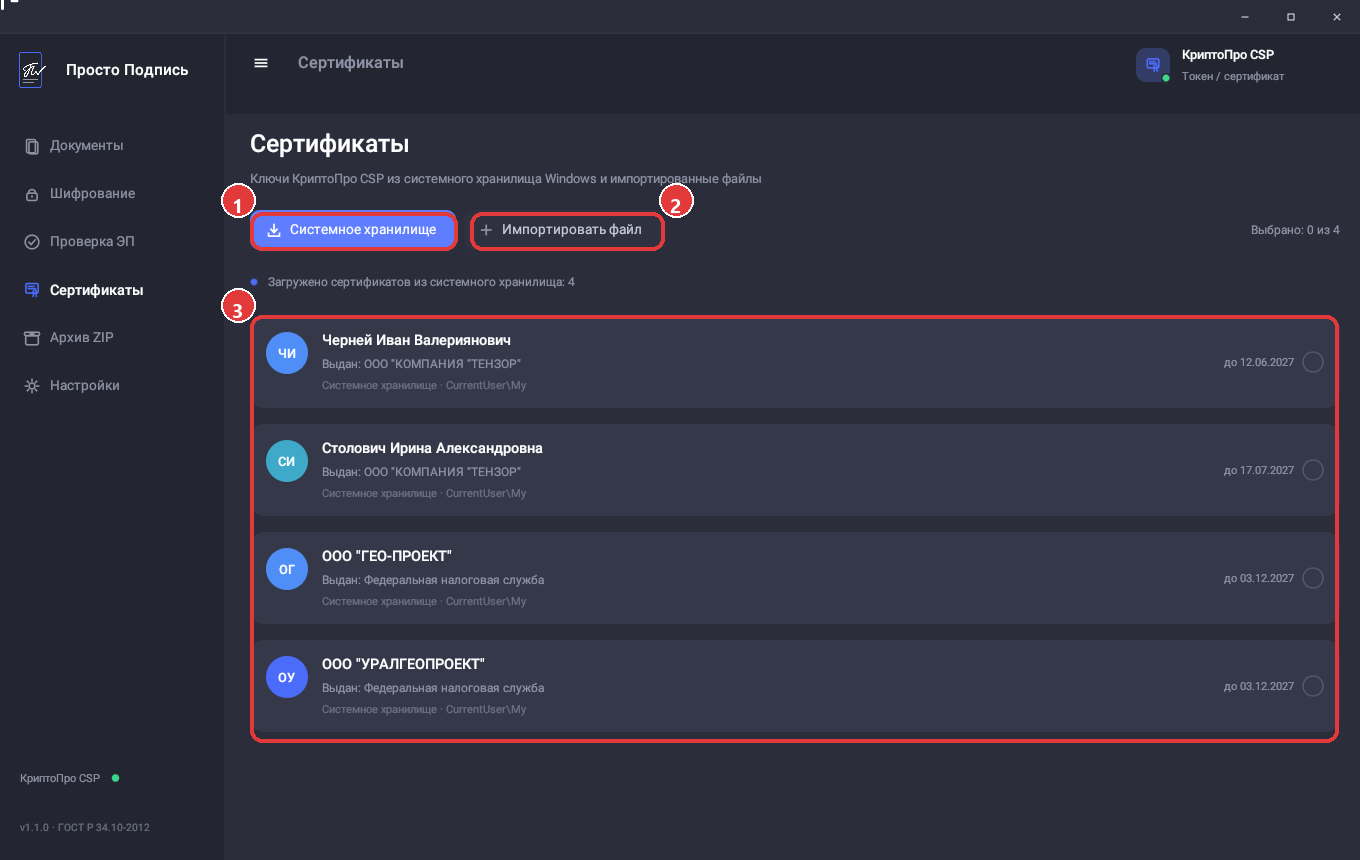 Просто Подпись
Сертификаты
КриптоПро CSP
Токен / сертификат
Документы
Шифрование
Проверка ЭП
Сертификаты
Архив ZIP
Настройки
Сертификаты
Ключи КриптоПро CSP из системного хранилища Windows и импортированные файлы
1
Системное хранилище
2
Импортировать файл
Выбрано: 0 из 4
Загружено сертификатов из системного хранилища: 4
3
ЧИ
Черней Иван Валериянович
Выдан: ООО "КОМПАНИЯ "ТЕНЗОР"
Системное хранилище · CurrentUser\My
до 12.06.2027
СИ
Столович Ирина Александровна
Выдан: ООО "КОМПАНИЯ "ТЕНЗОР"
Системное хранилище · CurrentUser\My
до 17.07.2027
ОГ
ООО "ГЕО-ПРОЕКТ"
Выдан: Федеральная налоговая служба
Системное хранилище · CurrentUser\My
до 03.12.2027
ОУ
ООО "УРАЛГЕОПРОЕКТ"
Выдан: Федеральная налоговая служба
Системное хранилище · CurrentUser\My
до 03.12.2027
КриптоПро CSP
v1.1.0 · ГОСТ Р 34.10-2012